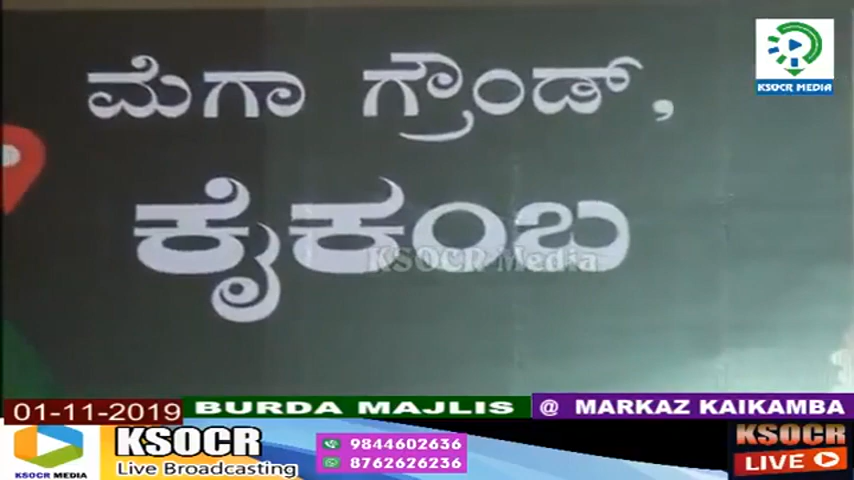 KSOCR MEDIA
ಮೆಗಾ ಗ್ರೌಂಡ್,
ಕೈಕಂಬ
KSOCR Media
01-11-2019 BURDA MAJLIS @ MARKAZ KAIKAMBA
KSOCR MEDIA
KSOCR
Live Broadcasting
9844602636
8762626236
KSOCR
LIVE